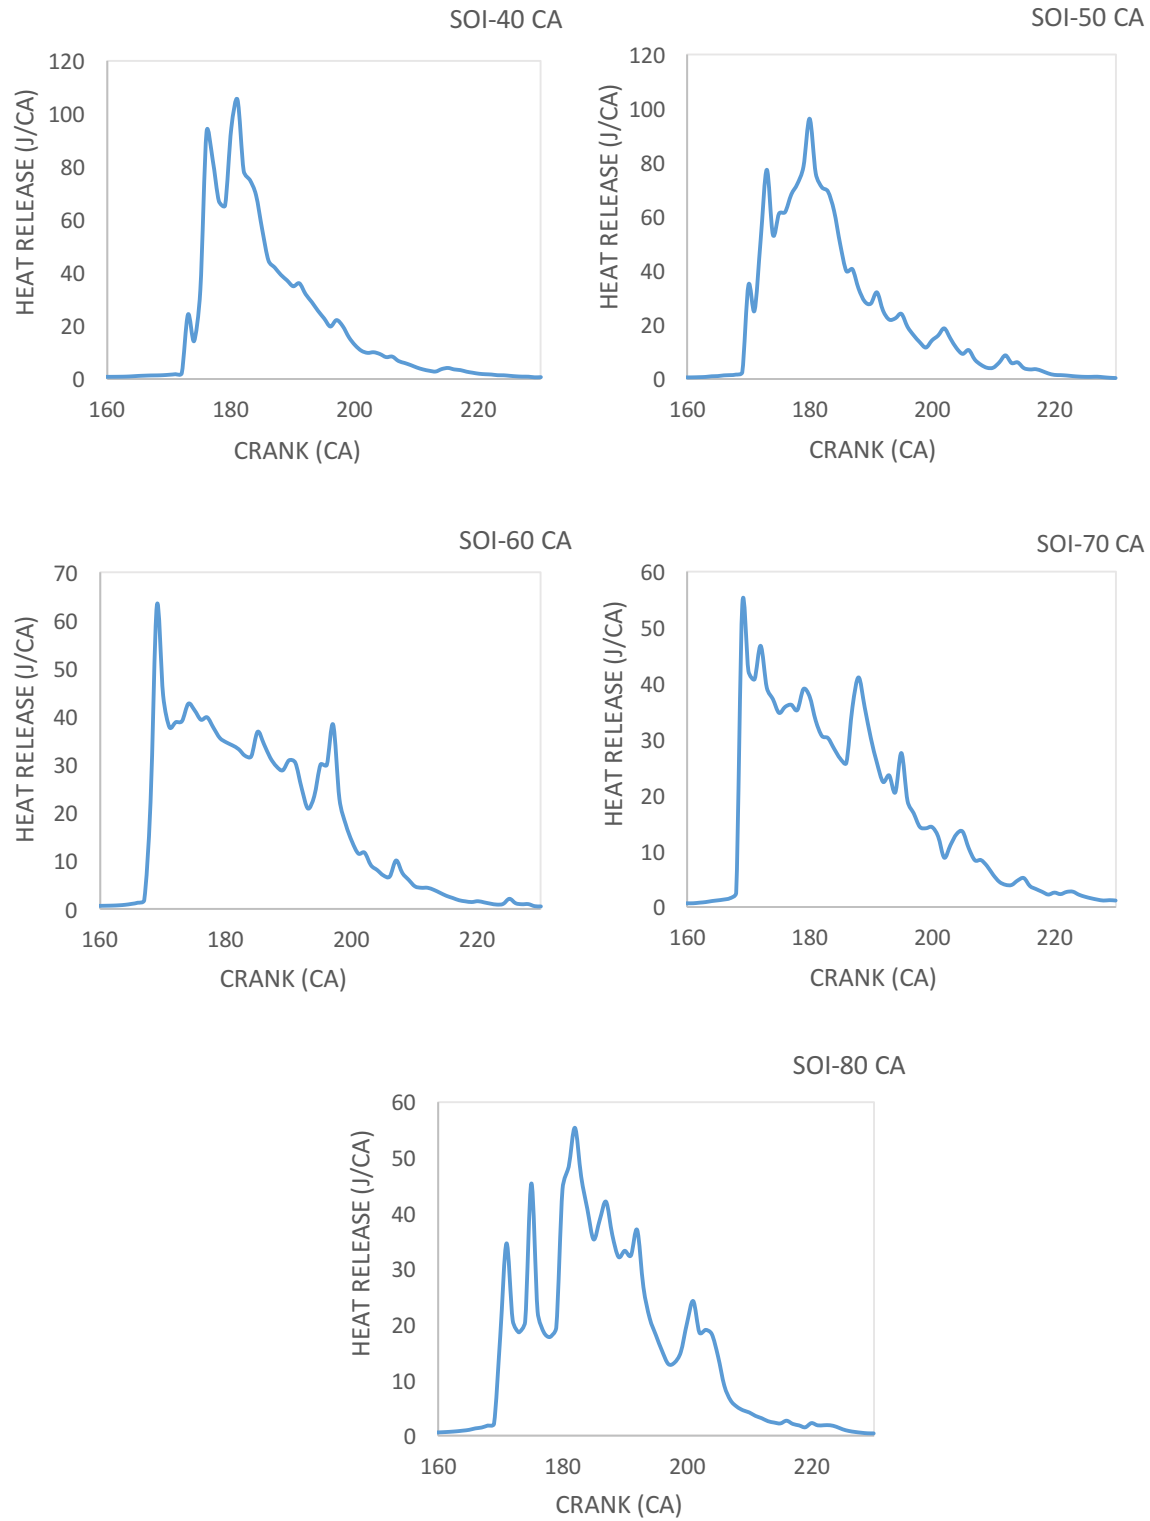 SOI-40 CA
HEAT RELEASE (J/CA)
120
100
80
60
40
20
0
160 180 200 220
CRANK (CA)
SOI-50 CA
HEAT RELEASE (J/CA)
120
100
80
60
40
20
0
160 180 200 220
CRANK (CA)
SOI-60 CA
HEAT RELEASE (J/CA)
70
60
50
40
30
20
10
0
160 180 200 220
CRANK (CA)
SOI-70 CA
HEAT RELEASE (J/CA)
60
50
40
30
20
10
0
160 180 200 220
CRANK (CA)
SOI-80 CA
HEAT RELEASE (J/CA)
60
50
40
30
20
10
0
160 180 200 220
CRANK (CA)